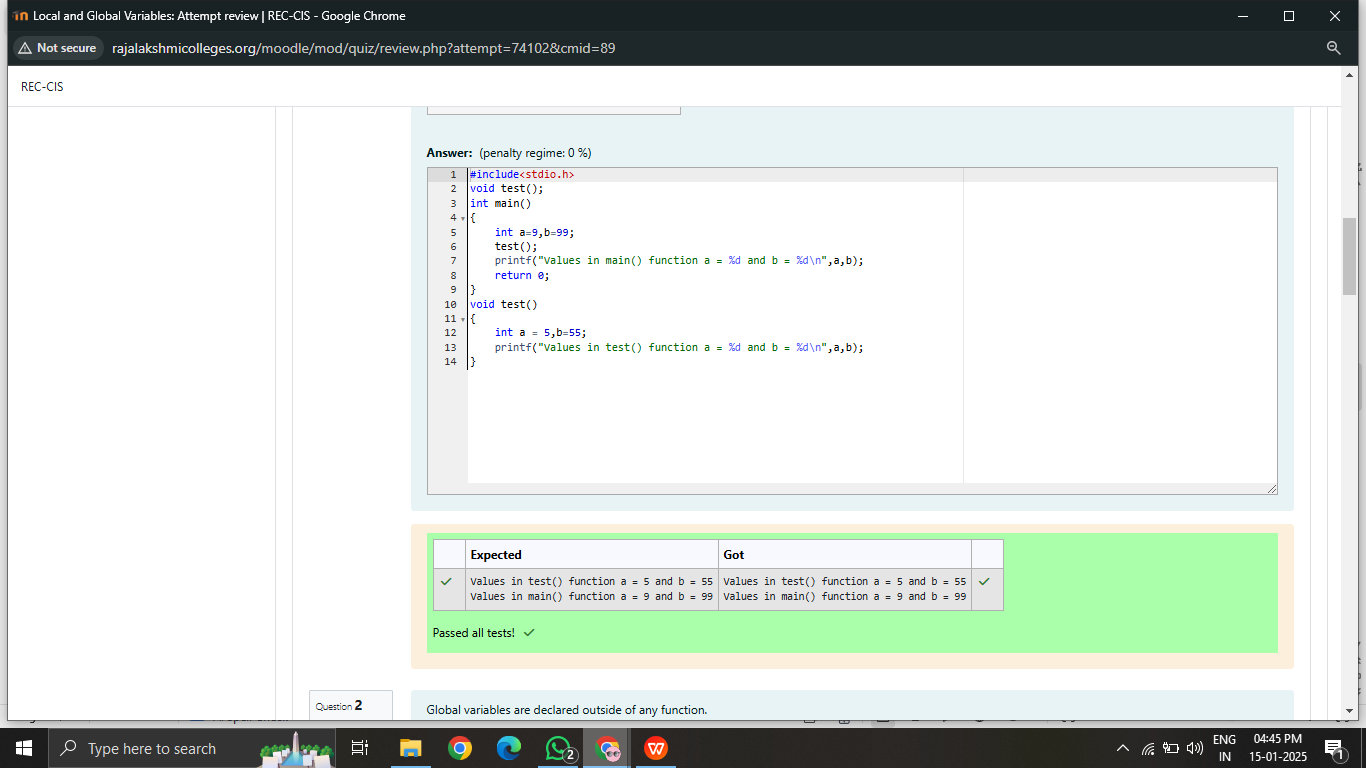 Local and Global Variables: Attempt review | REC-CIS - Google Chrome
Not secure rajalakshmicolleges.org/moodle/mod/quiz/review.php?attempt=74102&cmid=89
REC-CIS
Answer: (penalty regime: 0 %)
1 #include<stdio.h>
2 void test();
3 int main()
4 {
5 int a=9,b=99;
6 test();
7 printf("Values in main() function a = %d and b = %d\n",a,b);
8 return 0;
9 }
10 void test()
11 {
12 int a = 5,b=55;
13 printf("Values in test() function a = %d and b = %d\n",a,b);
14 }
Expected Got
Values in test() function a = 5 and b = 55 Values in test() function a = 5 and b = 55
Values in main() function a = 9 and b = 99 Values in main() function a = 9 and b = 99
Passed all tests!
Question 2
Global variables are declared outside of any function.
Type here to search
2
ENG
IN
04:45 PM
15-01-2025
1